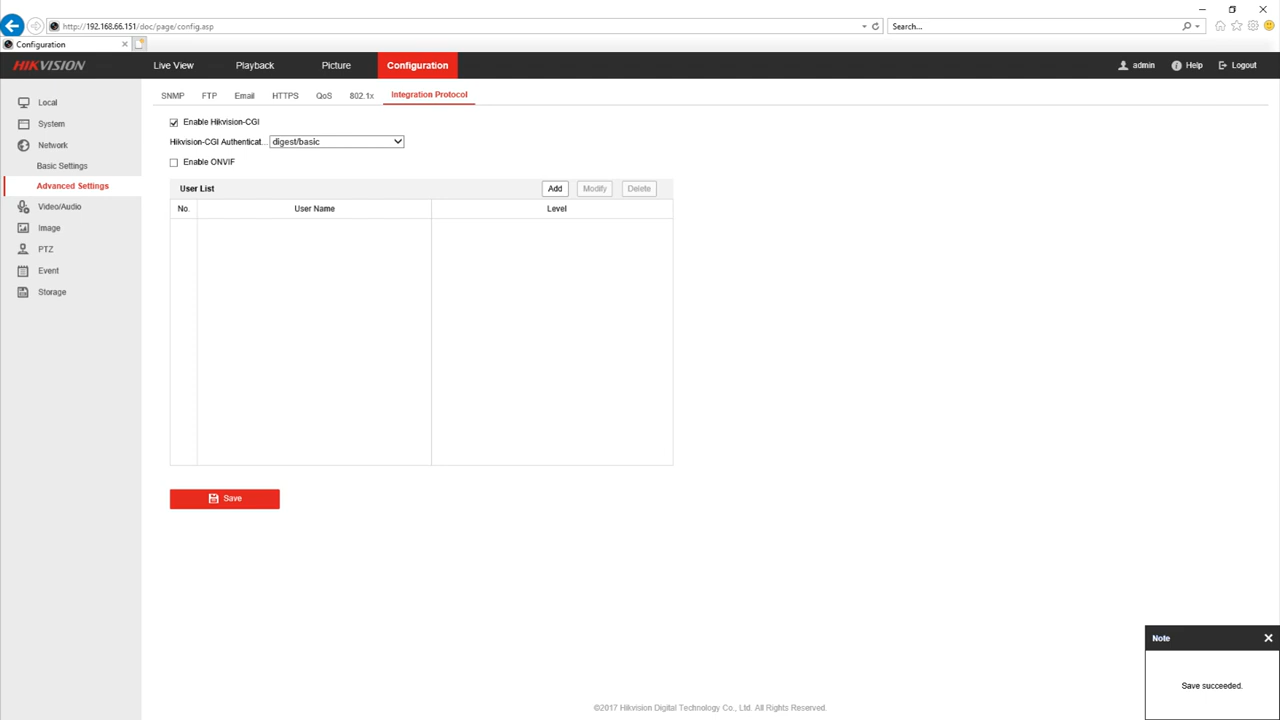 http://192.168.66.151/doc/page/config.asp
Search...
Configuration
HIKVISION
Live View
Playback
Picture
Configuration
admin
Help
Logout
Local
System
Network
Basic Settings
Advanced Settings
Video/Audio
Image
PTZ
Event
Storage
SNMP
FTP
Email
HTTPS
QoS
802.1x
Integration Protocol
Enable Hikvision-CGI
Hikvision-CGI Authenticat...
digest/basic
Enable ONVIF
User List
Add
Modify
Delete
No.
User Name
Level
Save
Note
Save succeeded.
©2017 Hikvision Digital Technology Co., Ltd. All Rights Reserved.